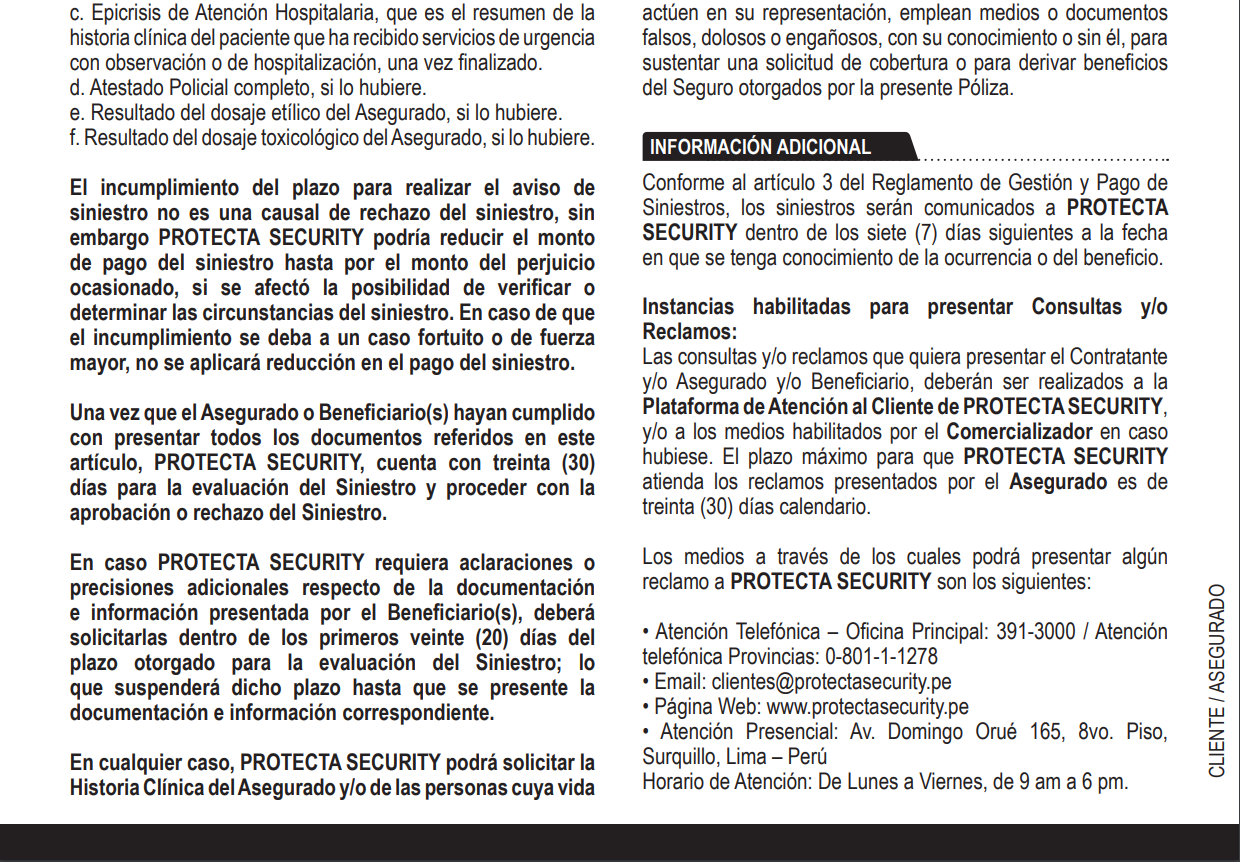 c. Epicrisis de Atención Hospitalaria, que es el resumen de la
historia clínica del paciente que ha recibido servicios de urgencia
con observación o de hospitalización, una vez finalizado.
d. Atestado Policial completo, si lo hubiere.
e. Resultado del dosaje etílico del Asegurado, si lo hubiere.
f. Resultado del dosaje toxicológico del Asegurado, si lo hubiere.
El incumplimiento del plazo para realizar el aviso de
siniestro no es una causal de rechazo del siniestro, sin
embargo PROTECTA SECURITY podría reducir el monto
de pago del siniestro hasta por el monto del perjuicio
ocasionado, si se afectó la posibilidad de verificar o
determinar las circunstancias del siniestro. En caso de que
el incumplimiento se deba a un caso fortuito o de fuerza
mayor, no se aplicará reducción en el pago del siniestro.
Una vez que el Asegurado o Beneficiario(s) hayan cumplido
con presentar todos los documentos referidos en este
artículo, PROTECTA SECURITY, cuenta con treinta (30)
días para la evaluación del Siniestro y proceder con la
aprobación o rechazo del Siniestro.
En caso PROTECTA SECURITY requiera aclaraciones o
precisiones adicionales respecto de la documentación
e información presentada por el Beneficiario(s), deberá
solicitarlas dentro de los primeros veinte (20) días del
plazo otorgado para la evaluación del Siniestro; lo
que suspenderá dicho plazo hasta que se presente la
documentación e información correspondiente.
En cualquier caso, PROTECTA SECURITY podrá solicitar la
Historia Clínica del Asegurado y/o de las personas cuya vida
actúen en su representación, emplean medios o documentos
falsos, dolosos o engañosos, con su conocimiento o sin él, para
sustentar una solicitud de cobertura o para derivar beneficios
del Seguro otorgados por la presente Póliza.
INFORMACIÓN ADICIONAL
Conforme al artículo 3 del Reglamento de Gestión y Pago de
Siniestros, los siniestros serán comunicados a PROTECTA
SECURITY dentro de los siete (7) días siguientes a la fecha
en que se tenga conocimiento de la ocurrencia o del beneficio.
Instancias habilitadas para presentar Consultas y/o
Reclamos:
Las consultas y/o reclamos que quiera presentar el Contratante
y/o Asegurado y/o Beneficiario, deberán ser realizados a la
Plataforma de Atención al Cliente de PROTECTA SECURITY,
y/o a los medios habilitados por el Comercializador en caso
hubiese. El plazo máximo para que PROTECTA SECURITY
atienda los reclamos presentados por el Asegurado es de
treinta (30) días calendario.
Los medios a través de los cuales podrá presentar algún
reclamo a PROTECTA SECURITY son los siguientes:
• Atención Telefónica – Oficina Principal: 391-3000 / Atención
telefónica Provincias: 0-801-1-1278
• Email: clientes@protectasecurity.pe
• Página Web: www.protectasecurity.pe
• Atención Presencial: Av. Domingo Orué 165, 8vo. Piso,
Surquillo, Lima – Perú
Horario de Atención: De Lunes a Viernes, de 9 am a 6 pm.
CLIENTE / ASEGURADO